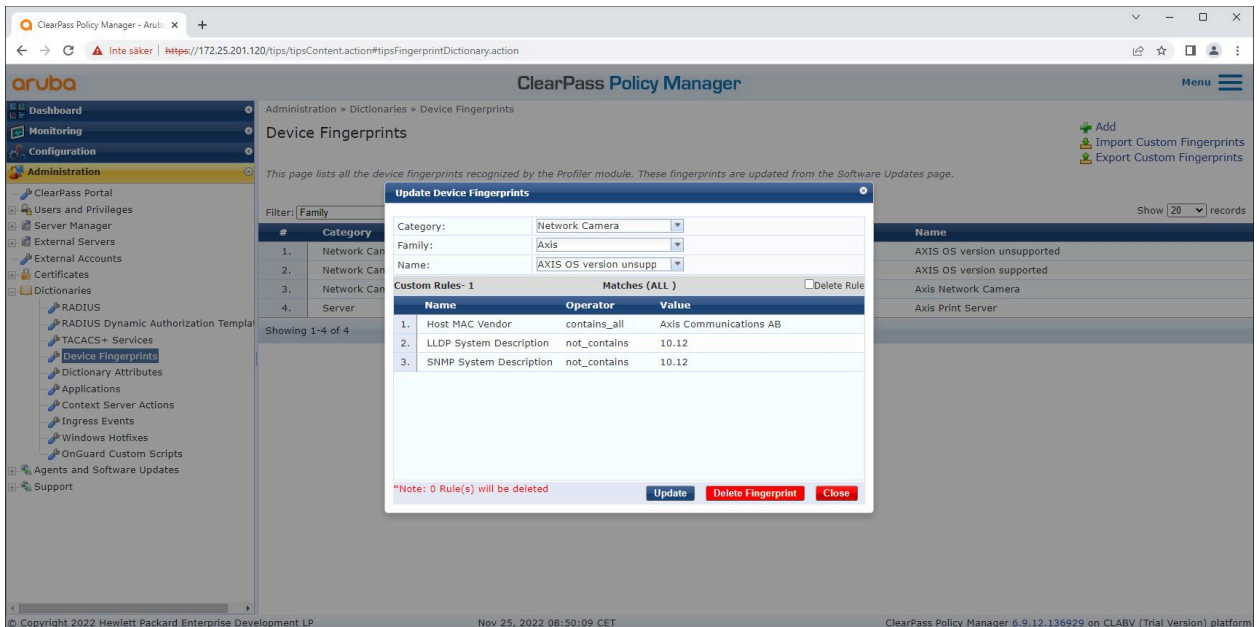 ClearPass Policy Manager - Arub
Inte säker | https://172.25.201.120/tips/tipsContent.action#tipsFingerprintDictionary.action
aruba
ClearPass Policy Manager
Menu
Dashboard
Monitoring
Configuration
Administration
ClearPass Portal
Users and Privileges
Server Manager
External Servers
External Accounts
Certificates
Dictionaries
RADIUS
RADIUS Dynamic Authorization Templat
TACACS+ Services
Device Fingerprints
Dictionary Attributes
Applications
Context Server Actions
Ingress Events
Windows Hotfixes
OnGuard Custom Scripts
Agents and Software Updates
Support
Administration » Dictionaries » Device Fingerprints
Device Fingerprints
Add
Import Custom Fingerprints
Export Custom Fingerprints
This page lists all the device fingerprints recognized by the Profiler module. These fingerprints are updated from the Software Updates page.
Filter: Family
Show 20 records
# Category Name
1. Network Can AXIS OS version unsupported
2. Network Can AXIS OS version supported
3. Network Can Axis Network Camera
4. Server Axis Print Server
Showing 1-4 of 4
Update Device Fingerprints
Category: Network Camera
Family: Axis
Name: AXIS OS version unsupp
Custom Rules- 1 Matches (ALL ) Delete Rule
Name Operator Value
1. Host MAC Vendor contains_all Axis Communications AB
2. LLDP System Description not_contains 10.12
3. SNMP System Description not_contains 10.12
*Note: 0 Rule(s) will be deleted
Update Delete Fingerprint Close
© Copyright 2022 Hewlett Packard Enterprise Development LP Nov 25, 2022 08:50:09 CET ClearPass Policy Manager 6.9.12.136929 on CLABV (Trial Version) platform